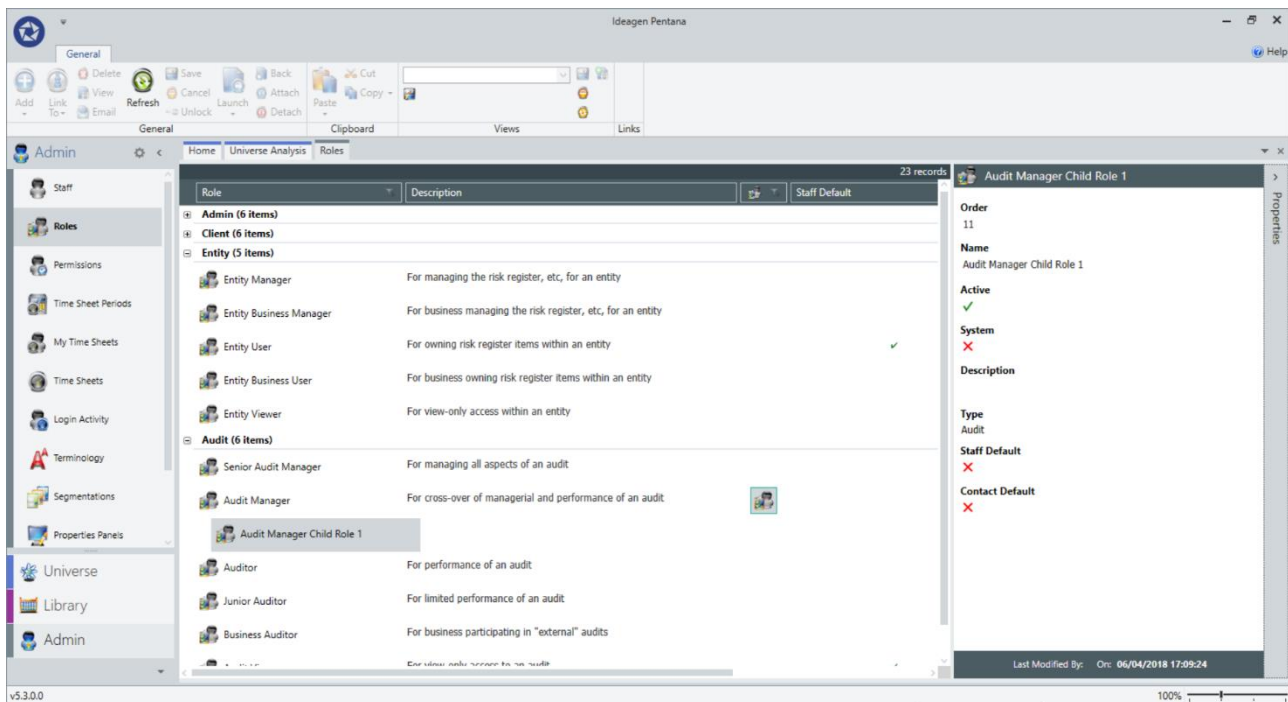 Ideagen Pentana
General
Help
Add
Link To
Delete
View
Email
Refresh
Save
Cancel
Unlock
Launch
Back
Attach
Detach
Paste
Cut
Copy
General
Clipboard
Views
Links
Admin
Home
Universe Analysis
Roles
Staff
Roles
Permissions
Time Sheet Periods
My Time Sheets
Time Sheets
Login Activity
Terminology
Segmentations
Properties Panels
Universe
Library
Admin
23 records
Role Description Staff Default
Admin (6 items)
Client (6 items)
Entity (5 items)
Entity Manager For managing the risk register, etc, for an entity
Entity Business Manager For business managing the risk register, etc, for an entity
Entity User For owning risk register items within an entity
Entity Business User For business owning risk register items within an entity
Entity Viewer For view-only access within an entity
Audit (6 items)
Senior Audit Manager For managing all aspects of an audit
Audit Manager For cross-over of managerial and performance of an audit
Audit Manager Child Role 1
Auditor For performance of an audit
Junior Auditor For limited performance of an audit
Business Auditor For business participating in "external" audits
For view-only access to an audit
Audit Manager Child Role 1
Properties
Order
11
Name
Audit Manager Child Role 1
Active
System
Description
Type
Audit
Staff Default
Contact Default
Last Modified By: On: 06/04/2018 17:09:24
v5.3.0.0
100%